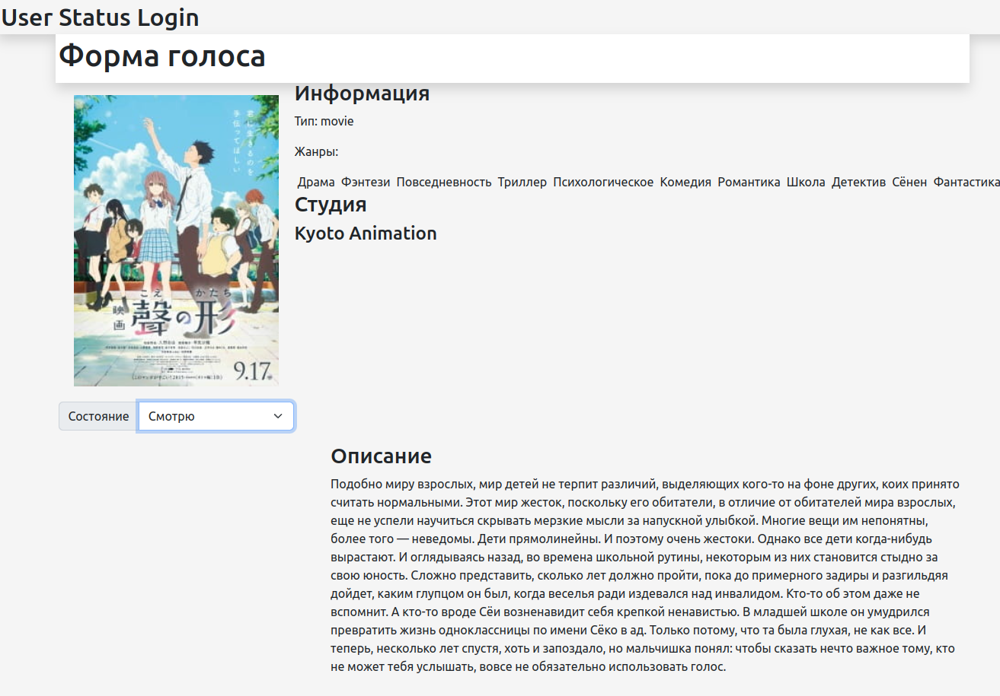 User Status Login
Форма голоса
Информация
Тип: movie
Жанры:
Драма Фэнтези Повседневность Триллер Психологическое Комедия Романтика Школа Детектив Сёнен Фантастика
Студия
Kyoto Animation
君に生きるのを
手伝ってほしい
こえ かたち
映画 聲の形
9.17
Состояние Смотрю
Описание
Подобно миру взрослых, мир детей не терпит различий, выделяющих кого-то на фоне других, коих принято
считать нормальными. Этот мир жесток, поскольку его обитатели, в отличие от обитателей мира взрослых,
еще не успели научиться скрывать мерзкие мысли за напускной улыбкой. Многие вещи им непонятны,
более того — неведомы. Дети прямолинейны. И поэтому очень жестоки. Однако все дети когда-нибудь
вырастают. И оглядываясь назад, во времена школьной рутины, некоторым из них становится стыдно за
свою юность. Сложно представить, сколько лет должно пройти, пока до примерного задиры и разгильдяя
дойдет, каким глупцом он был, когда веселья ради издевался над инвалидом. Кто-то об этом даже не
вспомнит. А кто-то вроде Сёи возненавидит себя крепкой ненавистью. В младшей школе он умудрился
превратить жизнь одноклассницы по имени Сёко в ад. Только потому, что та была глухая, не как все. И
теперь, несколько лет спустя, хоть и запоздало, но мальчишка понял: чтобы сказать нечто важное тому, кто
не может тебя услышать, вовсе не обязательно использовать голос.